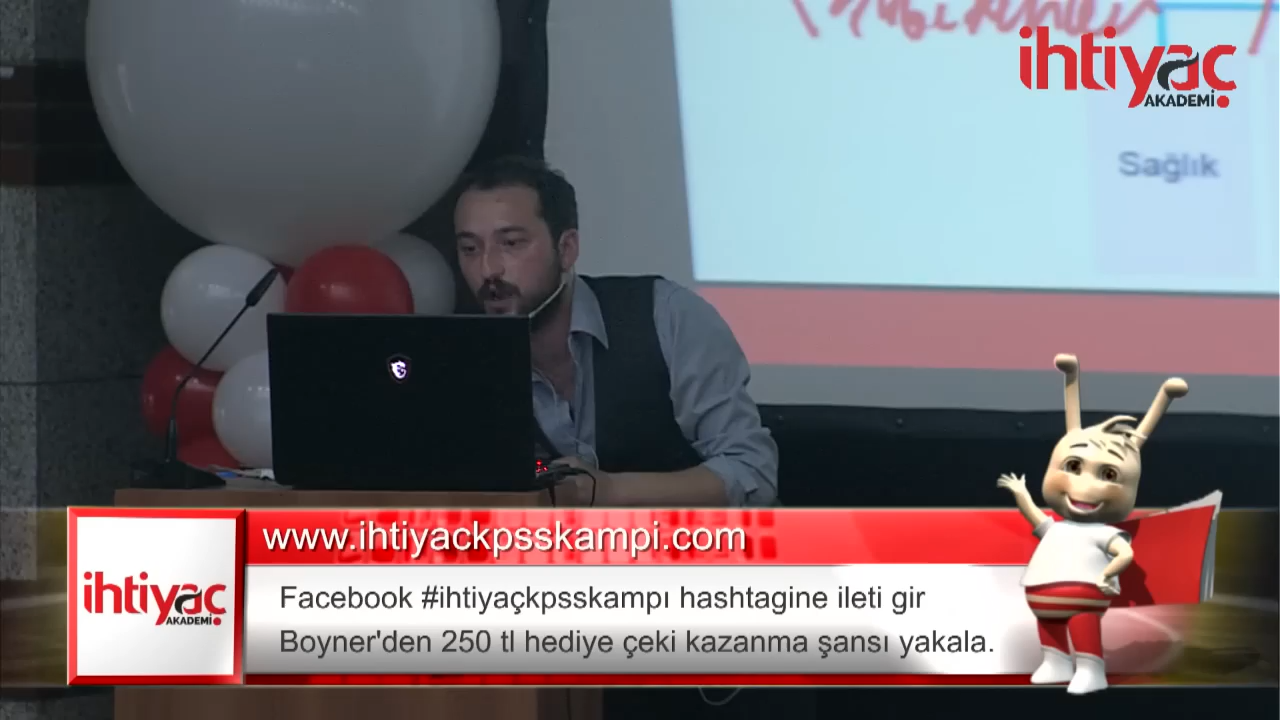 ihtiyaç
AKADEMİ
Sağlık
www.ihtiyackpsskampi.com
ihtiyaç
AKADEMİ
Facebook #ihtiyaçkpsskampı hashtagine ileti gir
Boyner'den 250 tl hediye çeki kazanma şansı yakala.